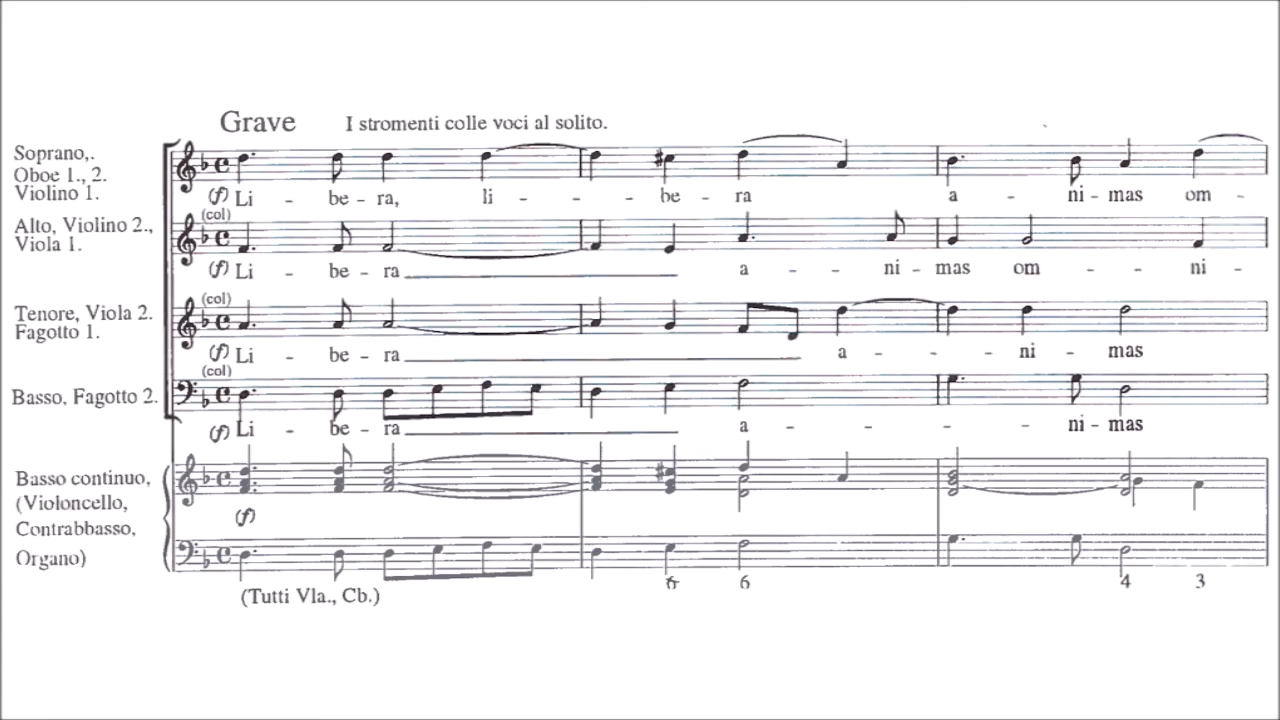 Grave I stromenti colle voci al solito.
Soprano,.
Oboe 1., 2.
Violino 1.
(f) Li - be - ra, li - - - be - ra a - ni - mas om -
(col)
Alto, Violino 2.,
Viola 1.
(f) Li - be - ra a - - ni - mas om - - ni -
(col)
Tenore, Viola 2.
Fagotto 1.
(f) Li - be - ra a - - - ni - mas
(col)
Basso, Fagotto 2.
(f) Li - be - ra a - - - - ni - mas
Basso continuo,
(Violoncello,
Contrabbasso,
Organo)
(f)
6 6 4 3
(Tutti Vla., Cb.)